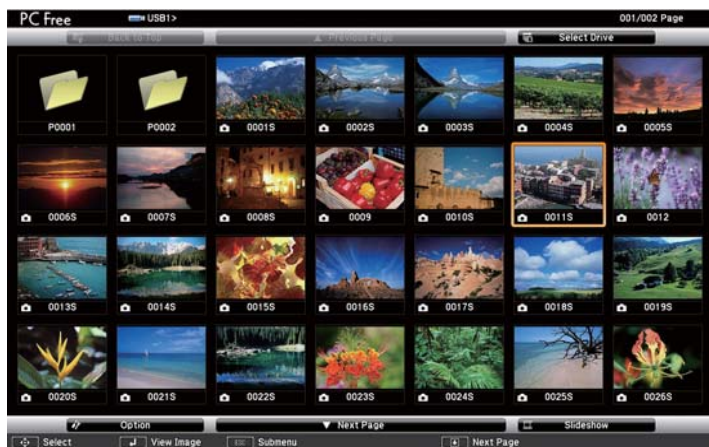 PC Free USB1> 001/002 Page
Back to Top ▲ Previous Page Select Drive
P0001 P0002 0001S 0002S 0003S 0004S 0005S
0006S 0007S 0008S 0009 0010S 0011S 0012
0013S 0014S 0015S 0016S 0017S 0018S 0019S
0020S 0021S 0022S 0023S 0024S 0025S 0026S
Option ▼ Next Page Slideshow
Select View Image Esc Submenu Next Page